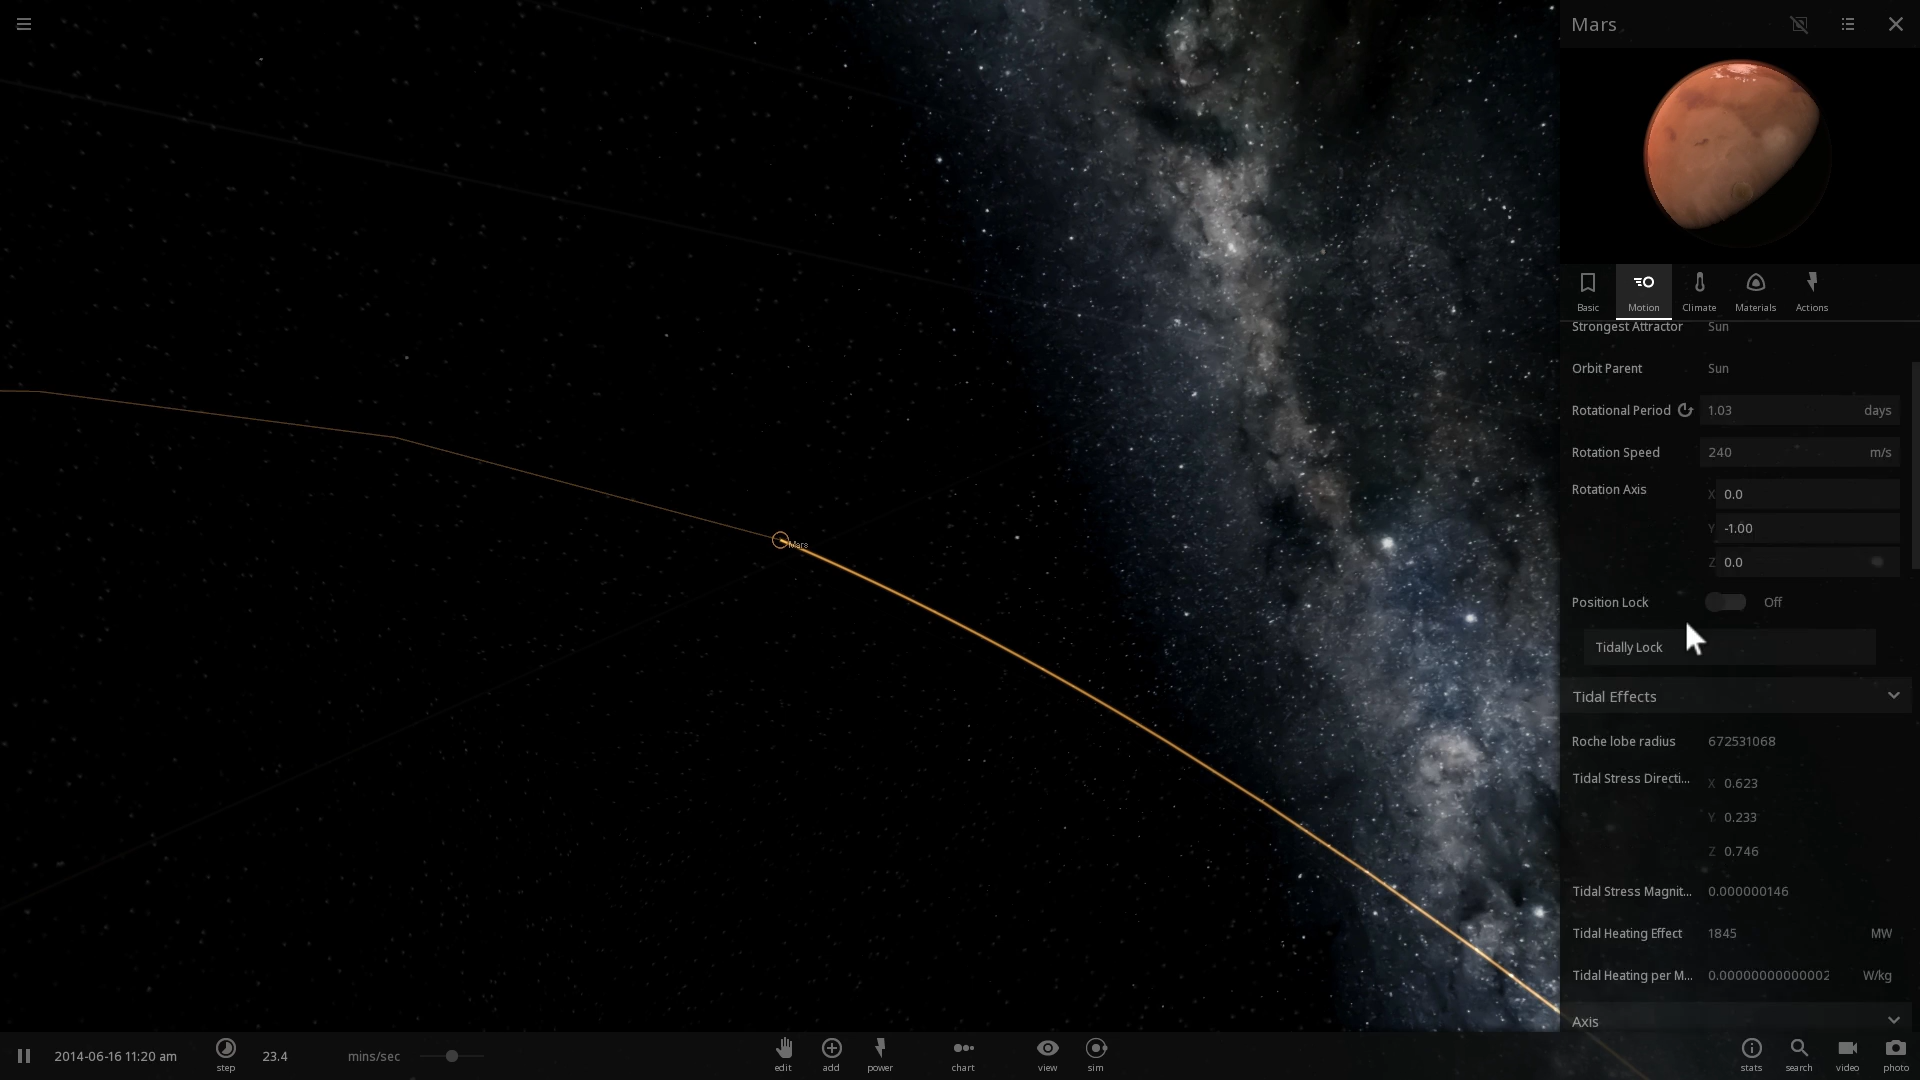 Mars
Basic
Motion
Climate
Materials
Actions
Strongest Attractor Sun
Orbit Parent Sun
Rotational Period 1.03 days
Rotation Speed 240 m/s
Rotation Axis X 0.0
Y -1.00
Z 0.0
Position Lock Off
Tidally Lock
Tidal Effects
Roche lobe radius 672531068
Tidal Stress Directi... X 0.623
Y 0.233
Z 0.746
Tidal Stress Magnit... 0.000000146
Tidal Heating Effect 1845 MW
Tidal Heating per M... 0.00000000000002 W/kg
Axis
Mars
2014-06-16 11:20 am
step
23.4 mins/sec
edit
add
power
chart
view
sim
stats
search
video
photo